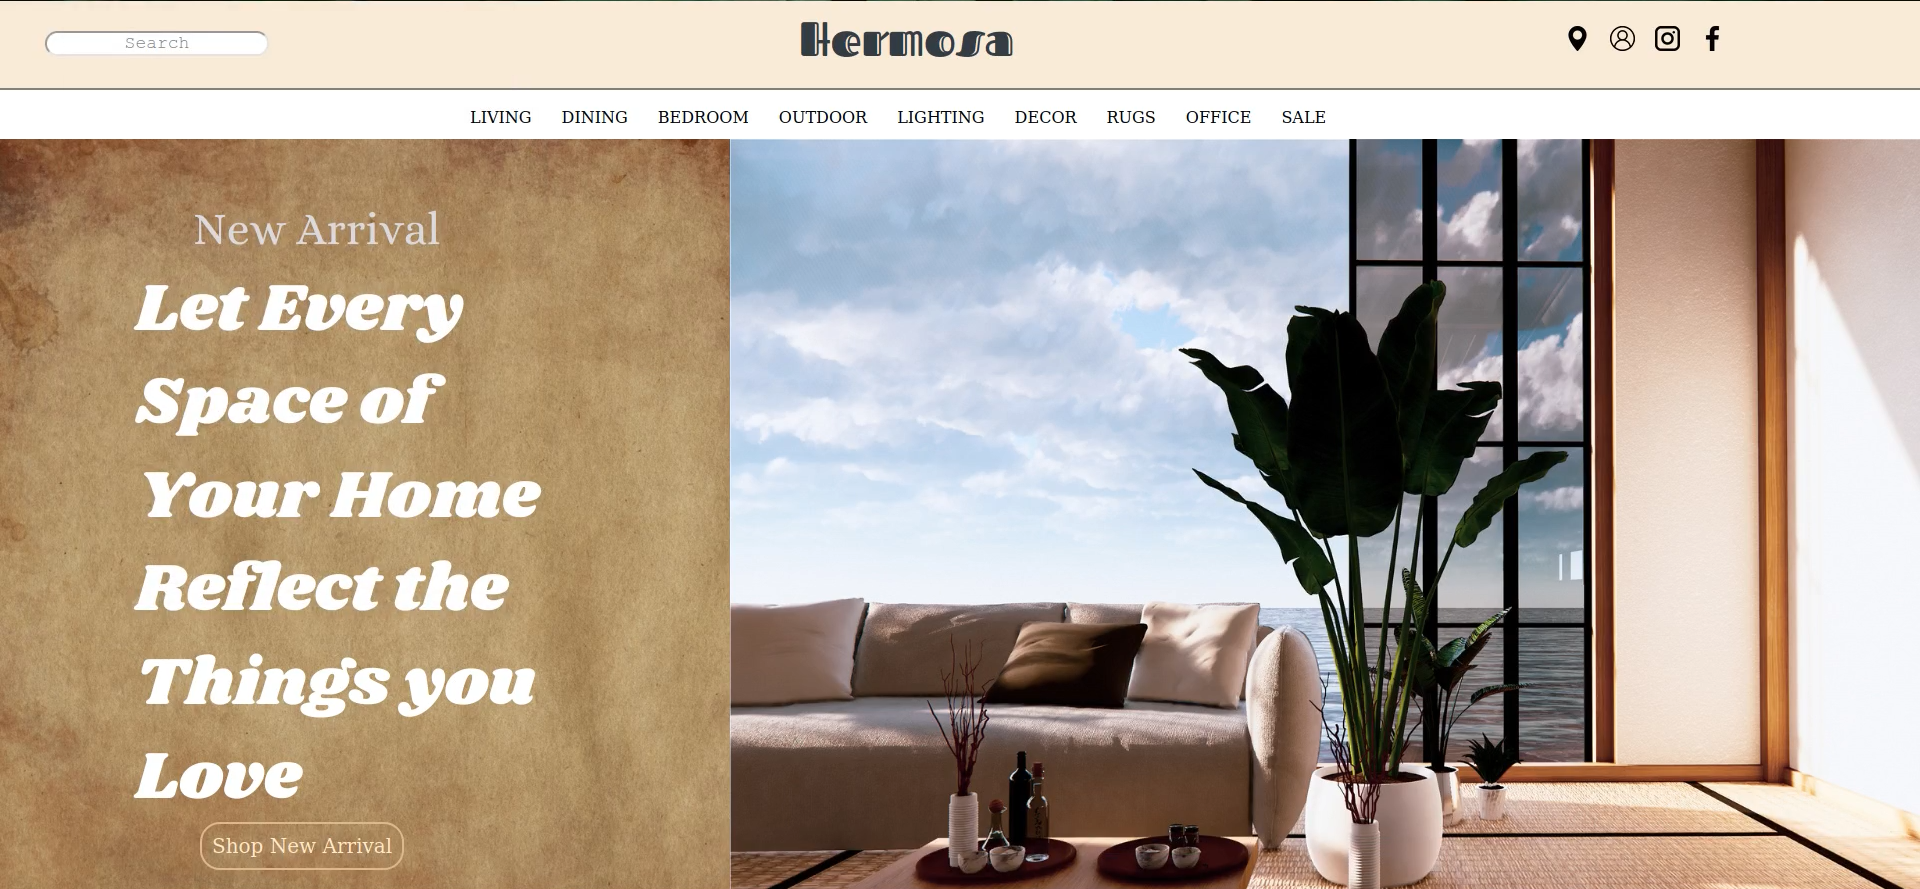 Search
Hermosa
LIVING DINING BEDROOM OUTDOOR LIGHTING DECOR RUGS OFFICE SALE
New Arrival
Let Every
Space of
Your Home
Reflect the
Things you
Love
Shop New Arrival